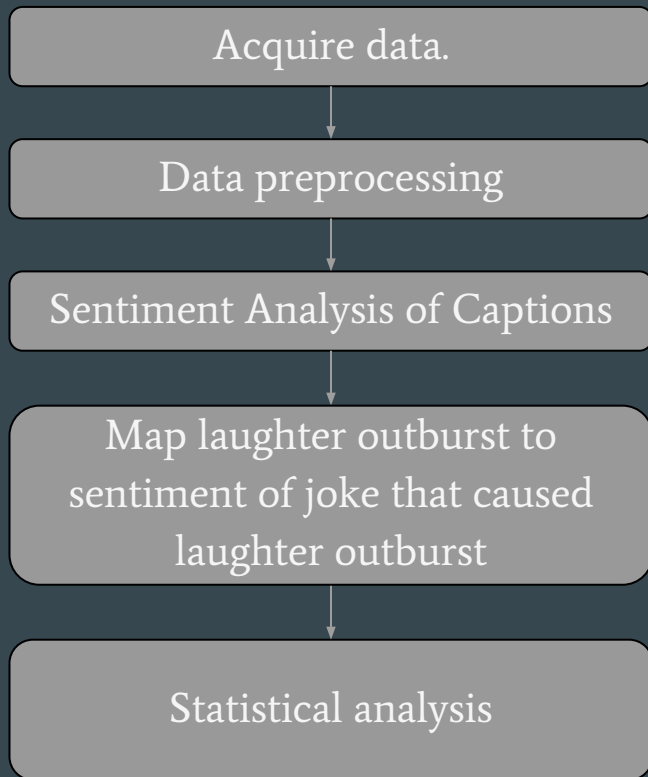 Acquire data.
Data preprocessing
Sentiment Analysis of Captions
Map laughter outburst to
sentiment of joke that caused
laughter outburst
Statistical analysis